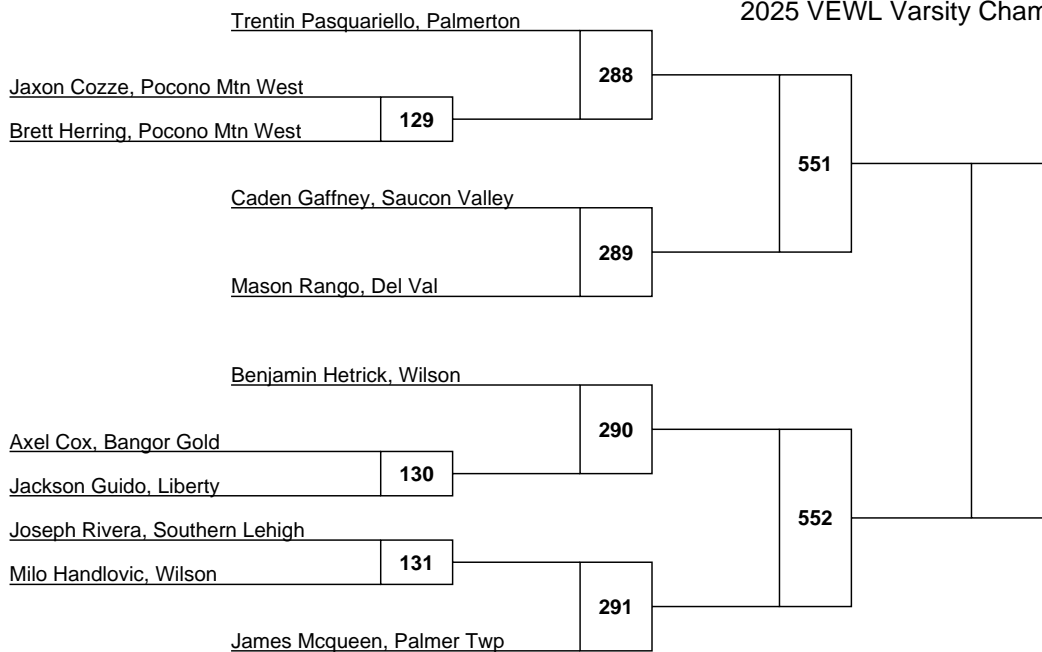 2025 VEWL Varsity Cham
Trentin Pasquariello, Palmerton
288
Jaxon Cozze, Pocono Mtn West
129
Brett Herring, Pocono Mtn West
551
Caden Gaffney, Saucon Valley
289
Mason Rango, Del Val
Benjamin Hetrick, Wilson
290
Axel Cox, Bangor Gold
130
Jackson Guido, Liberty
552
Joseph Rivera, Southern Lehigh
131
Milo Handlovic, Wilson
291
James Mcqueen, Palmer Twp